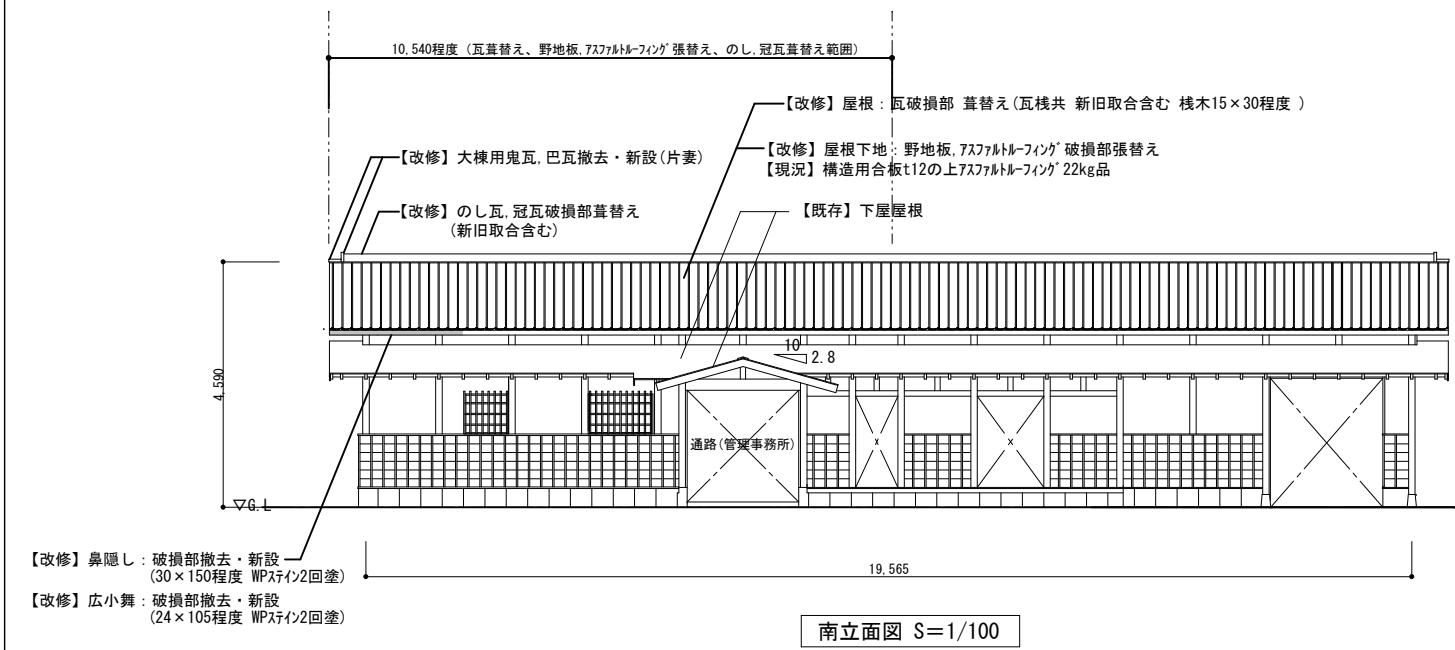 10,540程度（瓦葺替え、野地板,ｱｽﾌｧﾙﾄﾙｰﾌｨﾝｸﾞ張替え、のし,冠瓦葺替え範囲）
【改修】屋根：瓦破損部 葺替え(瓦桟共 新旧取合含む 桟木15×30程度 )
【改修】大棟用鬼瓦,巴瓦撤去・新設(片妻)
【改修】屋根下地：野地板,ｱｽﾌｧﾙﾄﾙｰﾌｨﾝｸﾞ破損部張替え
【現況】構造用合板t12の上ｱｽﾌｧﾙﾄﾙｰﾌｨﾝｸﾞ22kg品
【改修】のし瓦,冠瓦破損部葺替え
(新旧取合含む)
【既存】下屋屋根
10
2.8
4,590
通路(管理事務所)
▽G.L
【改修】鼻隠し：破損部撤去・新設
(30×150程度 WPｽﾃｲﾝ2回塗)
【改修】広小舞：破損部撤去・新設
(24×105程度 WPｽﾃｲﾝ2回塗)
19,565
南立面図 S＝1/100